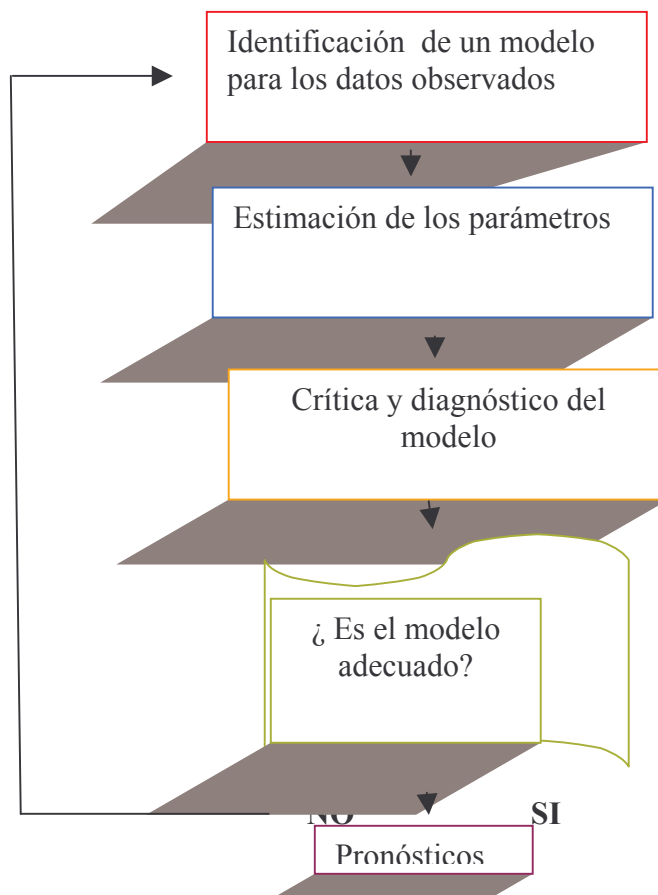 Identificación de un modelo
para los datos observados
Estimación de los parámetros
Crítica y diagnóstico del
modelo
¿ Es el modelo
adecuado?
NO SI
Pronósticos